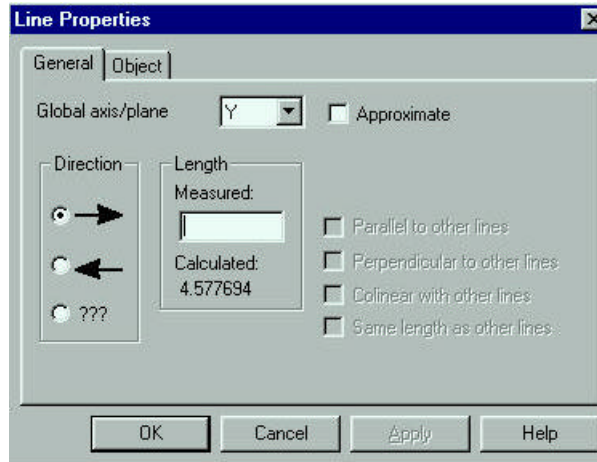 Line Properties
General Object
Global axis/plane Y Approximate
Direction
Length
Measured:
Calculated:
4.577694
???
Parallel to other lines
Perpendicular to other lines
Colinear with other lines
Same length as other lines
OK Cancel Apply Help